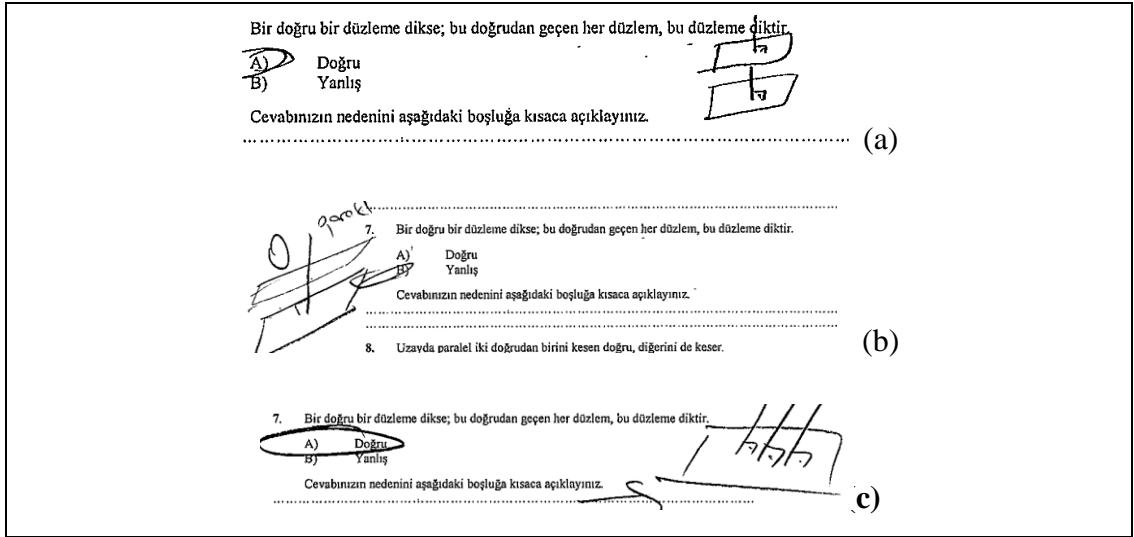 Bir doğru bir düzleme dikse; bu doğrudan geçen her düzlem, bu düzleme diktir.
A) Doğru
B) Yanlış
Cevabınızın nedenini aşağıdaki boşluğa kısaca açıklayınız.
(a)
7. Bir doğru bir düzleme dikse; bu doğrudan geçen her düzlem, bu düzleme diktir.
A) Doğru
B) Yanlış
Cevabınızın nedenini aşağıdaki boşluğa kısaca açıklayınız.
8. Uzayda paralel iki doğrudan birini kesen doğru, diğerini de keser.
(b)
7. Bir doğru bir düzleme dikse; bu doğrudan geçen her düzlem, bu düzleme diktir.
A) Doğru
B) Yanlış
Cevabınızın nedenini aşağıdaki boşluğa kısaca açıklayınız.
c)